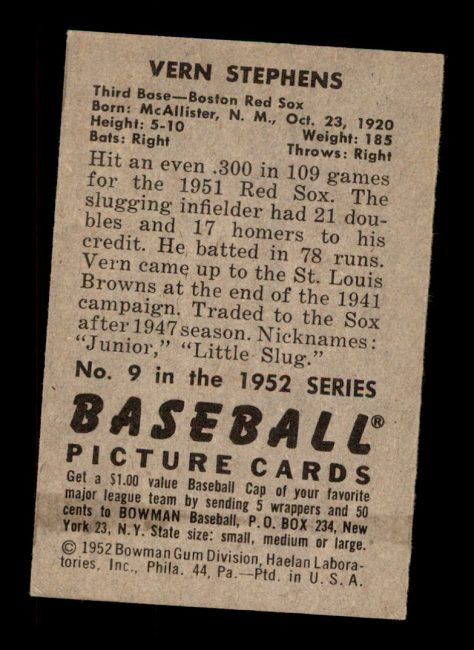 VERN STEPHENS
Third Base—Boston Red Sox
Born: McAllister, N. M., Oct. 23, 1920
Height: 5-10 Weight: 185
Bats: Right Throws: Right
Hit an even .300 in 109 games
for the 1951 Red Sox. The
slugging infielder had 21 dou-
bles and 17 homers to his
credit. He batted in 78 runs.
Vern came up to the St. Louis
Browns at the end of the 1941
campaign. Traded to the Sox
after 1947 season. Nicknames:
"Junior," "Little Slug."
No. 9 in the 1952 SERIES
BASEBALL®
PICTURE CARDS
Get a $1.00 value Baseball Cap of your favorite
major league team by sending 5 wrappers and 50
cents to BOWMAN Baseball, P.O. BOX 234, New
York 23, N.Y. State size: small, medium or large.
© 1952 Bowman Gum Division, Haelan Labora-
tories, Inc., Phila. 44, Pa.—Ptd. in U. S. A.